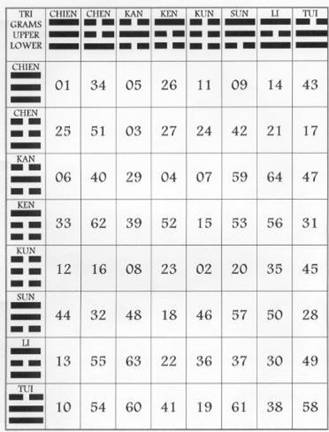 TRI
GRAMS
UPPER
LOWER
CHIEN CHEN KAN KEN KUN SUN LI TUI
CHIEN
01 34 05 26 11 09 14 43
CHEN
25 51 03 27 24 42 21 17
KAN
06 40 29 04 07 59 64 47
KEN
33 62 39 52 15 53 56 31
KUN
12 16 08 23 02 20 35 45
SUN
44 32 48 18 46 57 50 28
LI
13 55 63 22 36 37 30 49
TUI
10 54 60 41 19 61 38 58